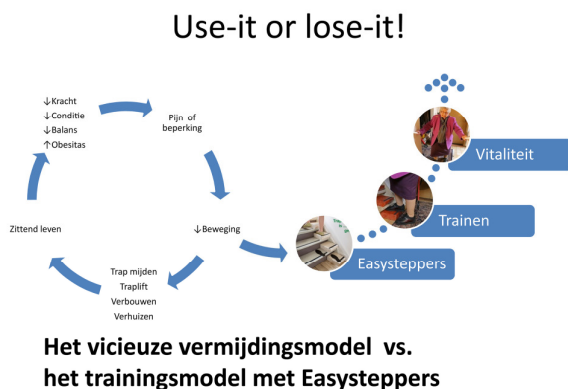 Use-it or lose-it!
↓Kracht
↓Conditie
↓Balans
↑Obesitas
Pijn of
beperking
↓Beweging
Trap mijden
Traplift
Verbouwen
Verhuizen
Zittend leven
Easysteppers
Trainen
Vitaliteit
Het vicieuze vermijdingsmodel vs.
het trainingsmodel met Easysteppers